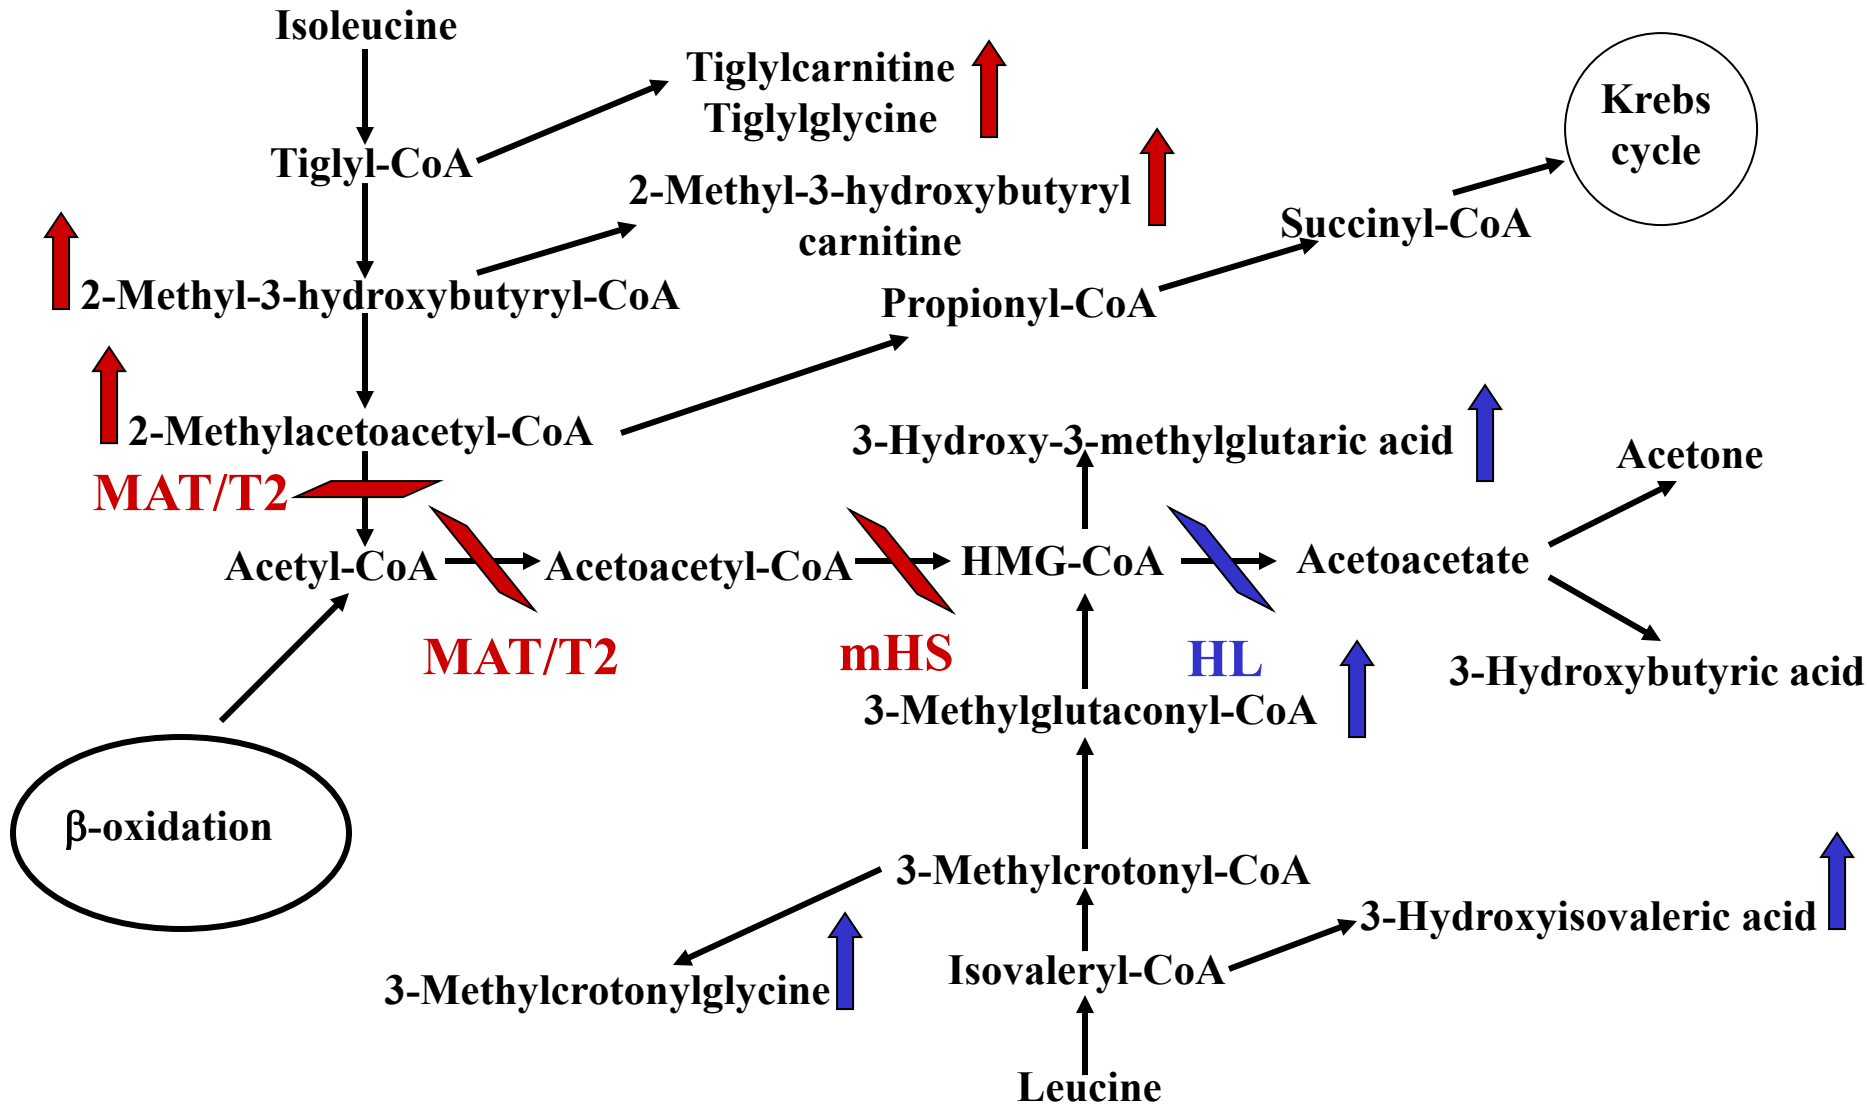 Isoleucine
Tiglylcarnitine
Tiglylglycine
Krebs
cycle
Tiglyl-CoA
2-Methyl-3-hydroxybutyryl
carnitine
Succinyl-CoA
2-Methyl-3-hydroxybutyryl-CoA
Propionyl-CoA
2-Methylacetoacetyl-CoA
3-Hydroxy-3-methylglutaric acid
Acetone
MAT/T2
Acetyl-CoA
Acetoacetyl-CoA
HMG-CoA
Acetoacetate
MAT/T2
mHS
HL
3-Hydroxybutyric acid
3-Methylglutaconyl-CoA
β-oxidation
3-Methylcrotonyl-CoA
3-Hydroxyisovaleric acid
3-Methylcrotonylglycine
Isovaleryl-CoA
Leucine